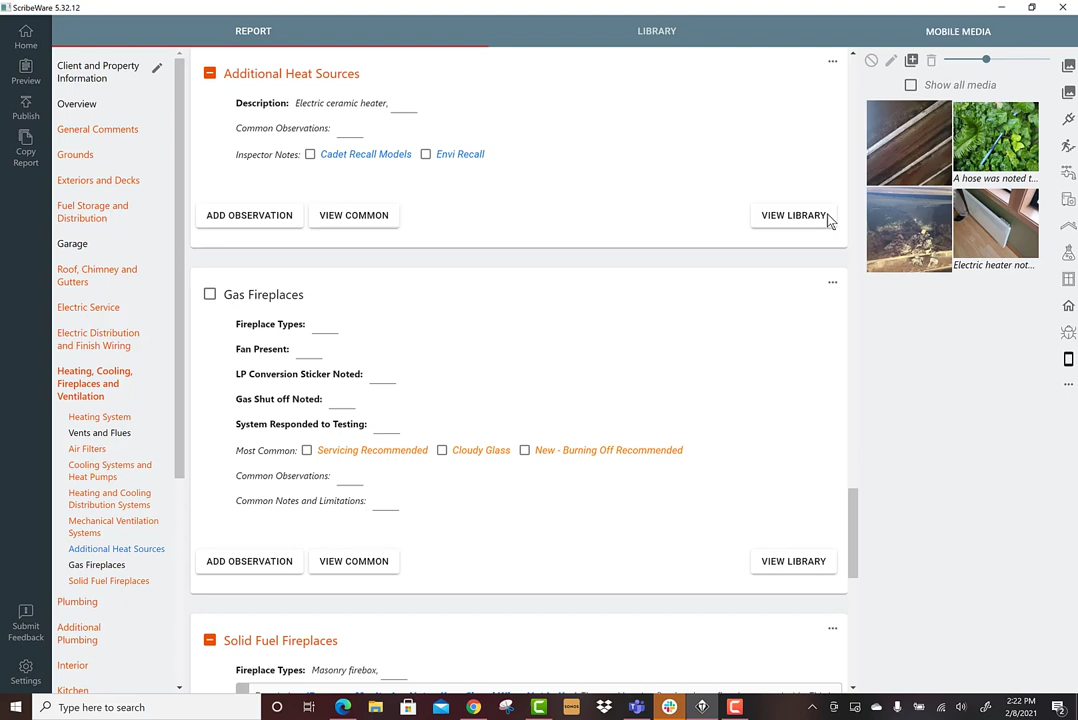 ScribeWare 5.32.12
REPORT
LIBRARY
MOBILE MEDIA
Home
Preview
Publish
Copy
Report
Submit
Feedback
Settings
Client and Property
Information
Overview
General Comments
Grounds
Exteriors and Decks
Fuel Storage and
Distribution
Garage
Roof, Chimney and
Gutters
Electric Service
Electric Distribution
and Finish Wiring
Heating, Cooling,
Fireplaces and
Ventilation
Heating System
Vents and Flues
Air Filters
Cooling Systems and
Heat Pumps
Heating and Cooling
Distribution Systems
Mechanical Ventilation
Systems
Additional Heat Sources
Gas Fireplaces
Solid Fuel Fireplaces
Plumbing
Additional
Plumbing
Interior
Kitchen
Additional Heat Sources
Description: Electric ceramic heater,
Common Observations:
Inspector Notes: Cadet Recall Models Envi Recall
ADD OBSERVATION VIEW COMMON VIEW LIBRARY
Gas Fireplaces
Fireplace Types:
Fan Present:
LP Conversion Sticker Noted:
Gas Shut off Noted:
System Responded to Testing:
Most Common: Servicing Recommended Cloudy Glass New - Burning Off Recommended
Common Observations:
Common Notes and Limitations:
ADD OBSERVATION VIEW COMMON VIEW LIBRARY
Solid Fuel Fireplaces
Fireplace Types: Masonry firebox,
Show all media
A hose was noted t...
Electric heater not...
Type here to search
2:22 PM
2/8/2021